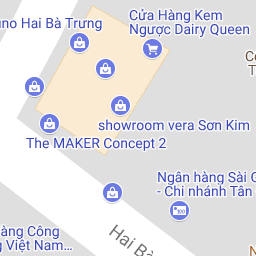 uno Hai Bà Trưng
Cửa Hàng Kem
Ngược Dairy Queen
showroom vera Sơn Kim
The MAKER Concept 2
Ngân hàng Sài G
- Chi nhánh Tân
àng Công
g Việt Nam...
Hai Bà